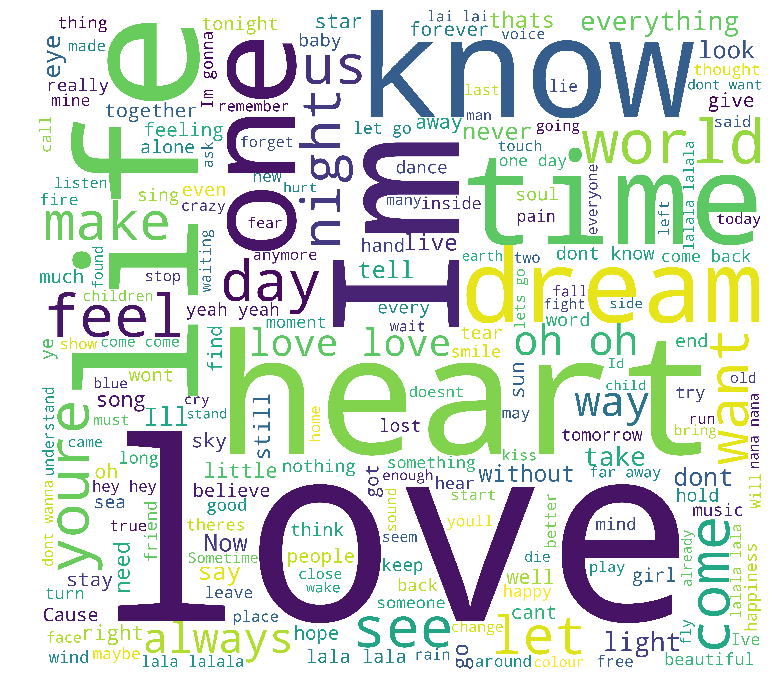 thing
made
eye
really
mine
together
call
life
feeling
alone
ask
Im gonna
tonight
one
remember
forget
baby
star
us
night
forever
lai lai
voice
know
thats
everything
look
thought
dont want
give
said
lie
last
man
going
let go
away
never
touch
one day
world
everyone
left
lalala lalala
listen
fire
sing
even
crazy
new
hurt
fear
dance
many
inside
Im
time
soul
pain
today
make
much
found
children
stop
waiting
day
anymore
hand
live
tell
every
wait
earth
two
dont know
come back
dream
lets go
fall
fight
side
word
feel
yeah yeah
moment
ye
show
come come
find
love love
tear
smile
oh oh
end
want
blue
wont
song
cry
heart
doesnt
sun
Id
child
way
try
old
run
bring
youre
must
Ill
stand
understand
came
long
sky
still
home
lost
may
kiss
tomorrow
nana nana
oh
hey hey
sea
true
friend
little
believe
good
nothing
got
something
enough
hear
start
without
far away
take
dont
hold
music
will
dont wanna
need
theres
Now
Sometime
say
think
people
close
wake
sound
seem
keep
back
love
youll
better
mind
play
die
girl
already
come
lalala lala
happiness
stay
turn
Cause
leave
place
someone
well
happy
cant
change
fly
Ive
beautiful
face
right
wind
maybe
always
lala lalala
hope
lala lala
see
rain
go
let
around
colour
light
free